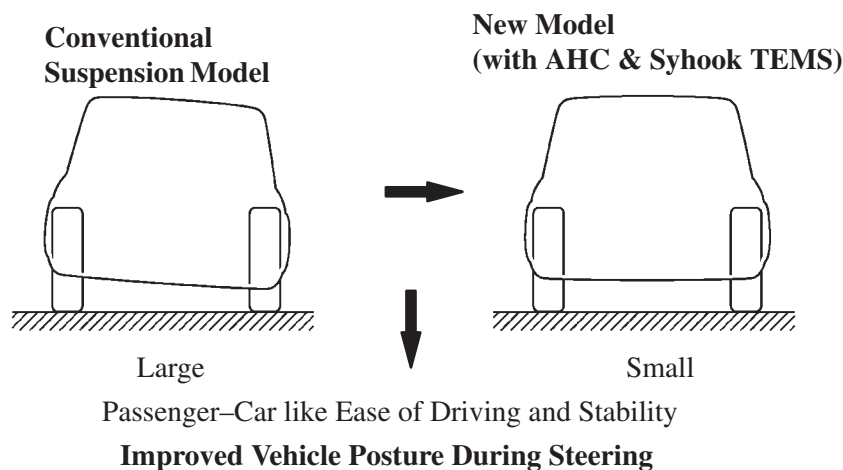 Conventional
Suspension Model
New Model
(with AHC & Syhook TEMS)
Large
Small
Passenger–Car like Ease of Driving and Stability
Improved Vehicle Posture During Steering